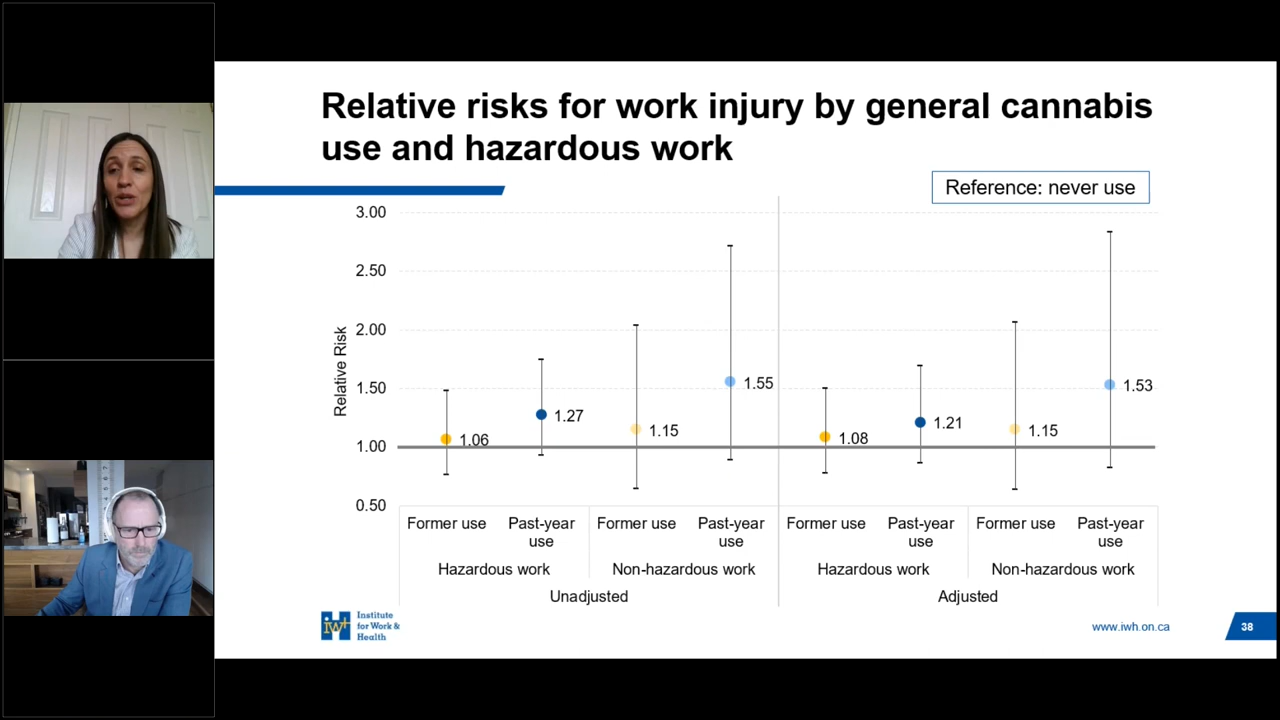 Relative risks for work injury by general cannabis
use and hazardous work
Reference: never use
3.00
2.50
2.00
1.50
1.00
0.50
Relative Risk
1.06
1.27
1.15
1.55
1.08
1.21
1.15
1.53
Former use
Past-year
use
Former use
Past-year
use
Former use
Past-year
use
Former use
Past-year
use
Hazardous work
Non-hazardous work
Hazardous work
Non-hazardous work
Unadjusted
Adjusted
iwh
Institute
for Work &
Health
www.iwh.on.ca
38